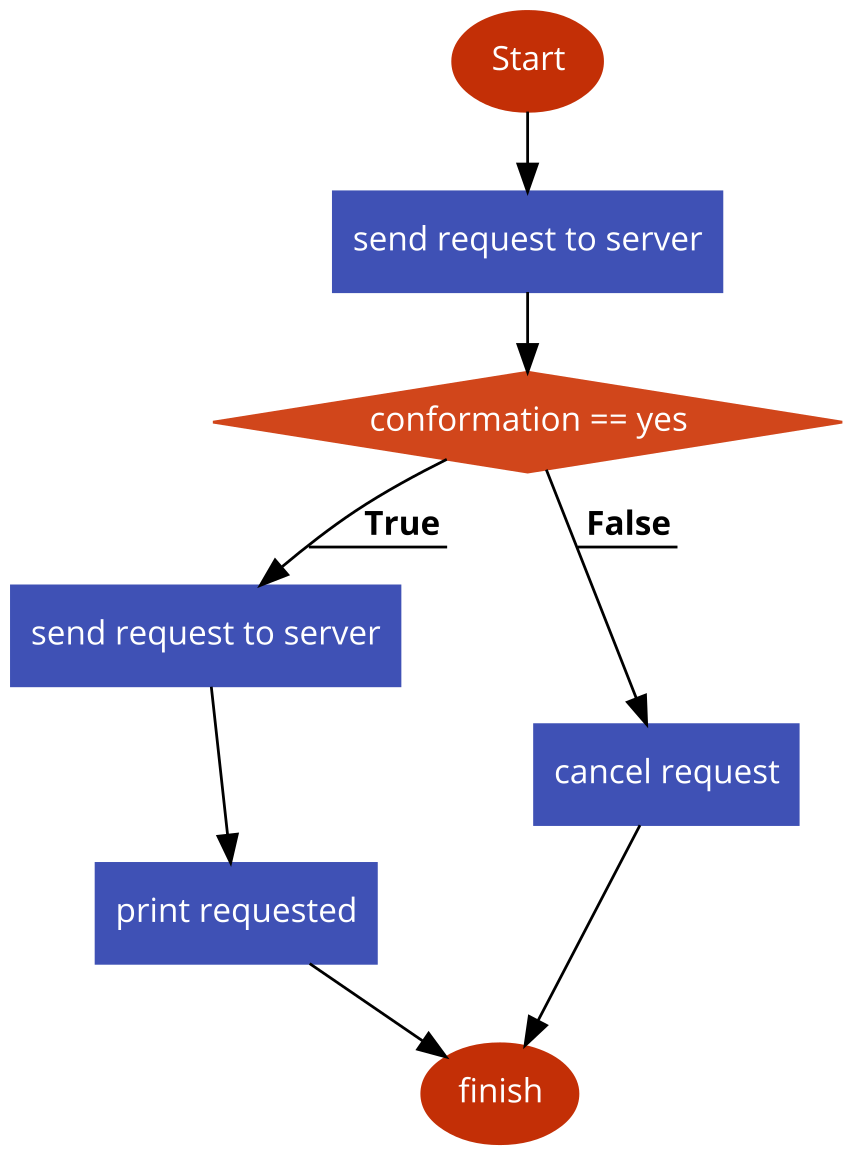 Start
send request to server
conformation == yes
True
False
send request to server
cancel request
print requested
finish